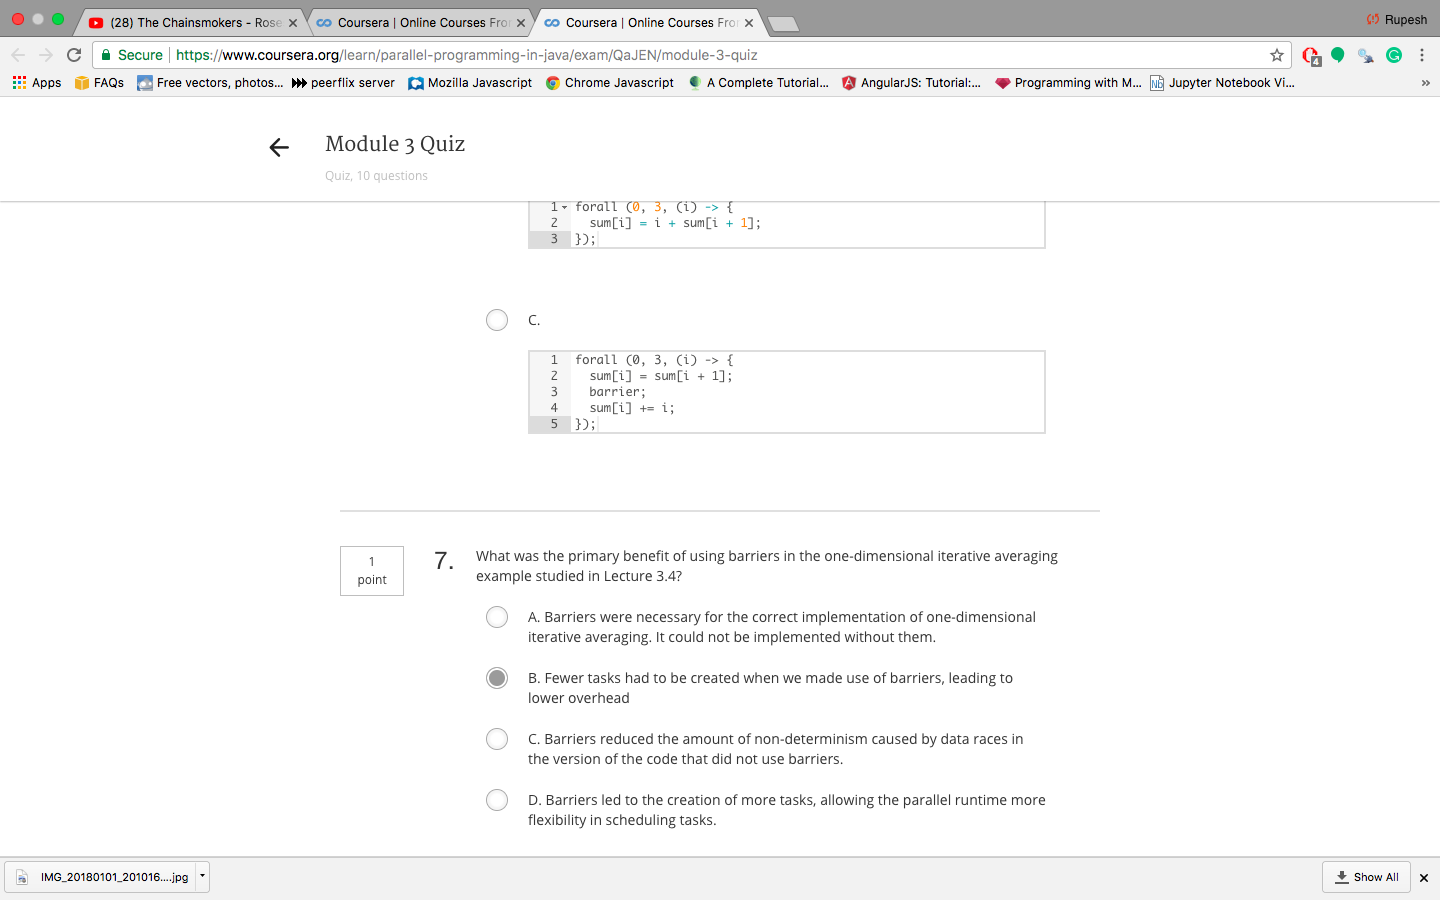 (28) The Chainsmokers - Rose
Coursera | Online Courses From
Coursera | Online Courses From
Rupesh
Secure https://www.coursera.org/learn/parallel-programming-in-java/exam/QaJEN/module-3-quiz
4
Apps FAQs Free vectors, photos... peerflix server Mozilla Javascript Chrome Javascript A Complete Tutorial... AngularJS: Tutorial:... Programming with M... Nb Jupyter Notebook Vi... »
Module 3 Quiz
Quiz, 10 questions
1 forall (0, 3, (i) -> {
2 sum[i] = i + sum[i + 1];
3 });
C.
1 forall (0, 3, (i) -> {
2 sum[i] = sum[i + 1];
3 barrier;
4 sum[i] += i;
5 });
1
point
7. What was the primary benefit of using barriers in the one-dimensional iterative averaging
example studied in Lecture 3.4?
A. Barriers were necessary for the correct implementation of one-dimensional
iterative averaging. It could not be implemented without them.
B. Fewer tasks had to be created when we made use of barriers, leading to
lower overhead
C. Barriers reduced the amount of non-determinism caused by data races in
the version of the code that did not use barriers.
D. Barriers led to the creation of more tasks, allowing the parallel runtime more
flexibility in scheduling tasks.
IMG_20180101_201016....jpg
Show All